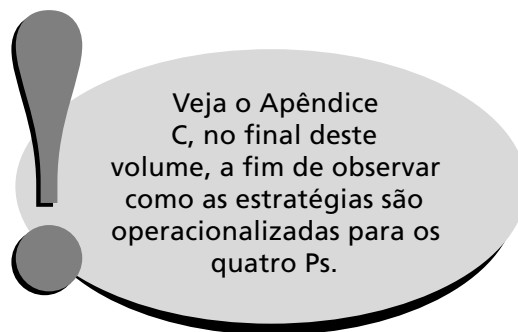 Veja o Apêndice
C, no final deste
volume, a fim de observar
como as estratégias são
operacionalizadas para os
quatro Ps.